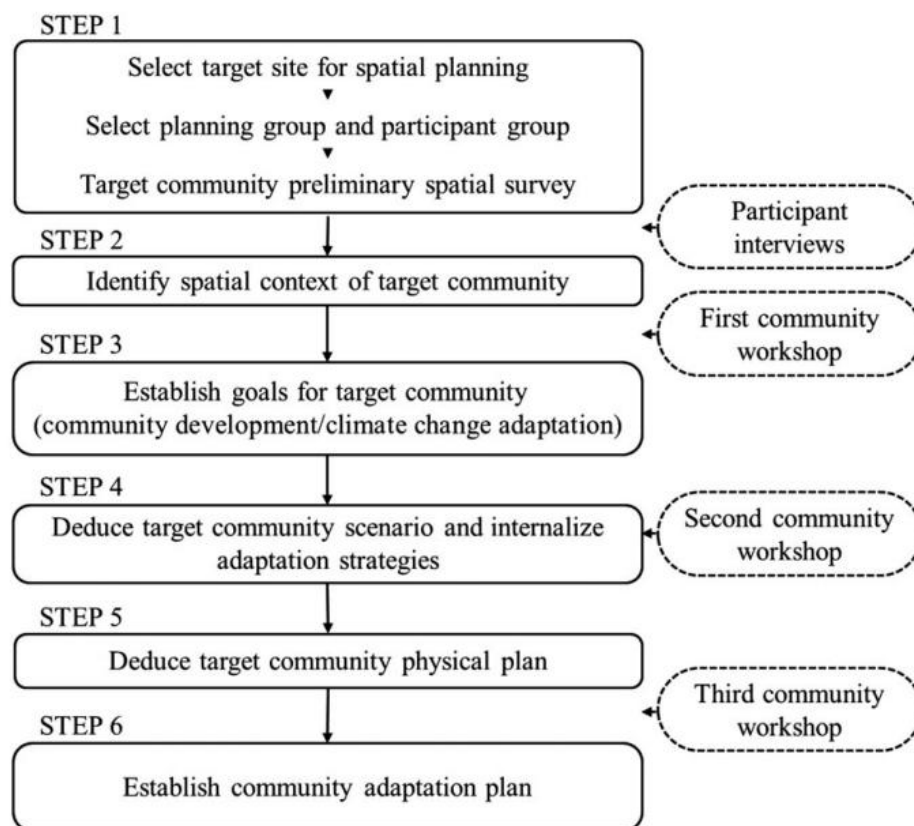 STEP 1
Select target site for spatial planning
Select planning group and participant group
Target community preliminary spatial survey
Participant
interviews
STEP 2
Identify spatial context of target community
First community
workshop
STEP 3
Establish goals for target community
(community development/climate change adaptation)
STEP 4
Deduce target community scenario and internalize
adaptation strategies
Second community
workshop
STEP 5
Deduce target community physical plan
Third community
workshop
STEP 6
Establish community adaptation plan